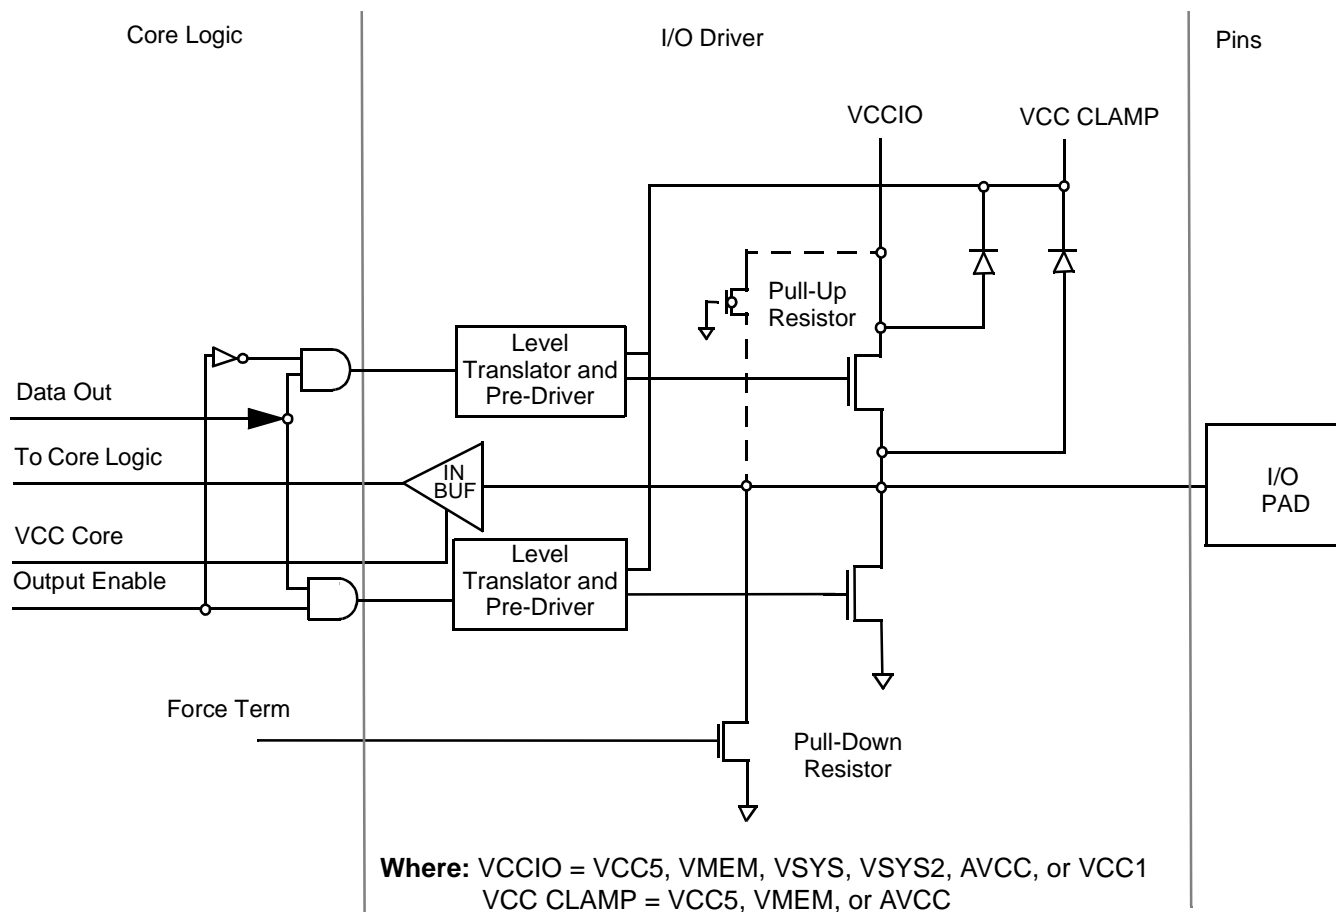 Core Logic
I/O Driver
Pins
VCCIO
VCC CLAMP
Pull-Up
Resistor
Level
Translator and
Pre-Driver
Data Out
To Core Logic
IN
BUF
I/O
PAD
VCC Core
Output Enable
Level
Translator and
Pre-Driver
Force Term
Pull-Down
Resistor
Where: VCCIO = VCC5, VMEM, VSYS, VSYS2, AVCC, or VCC1
VCC CLAMP = VCC5, VMEM, or AVCC